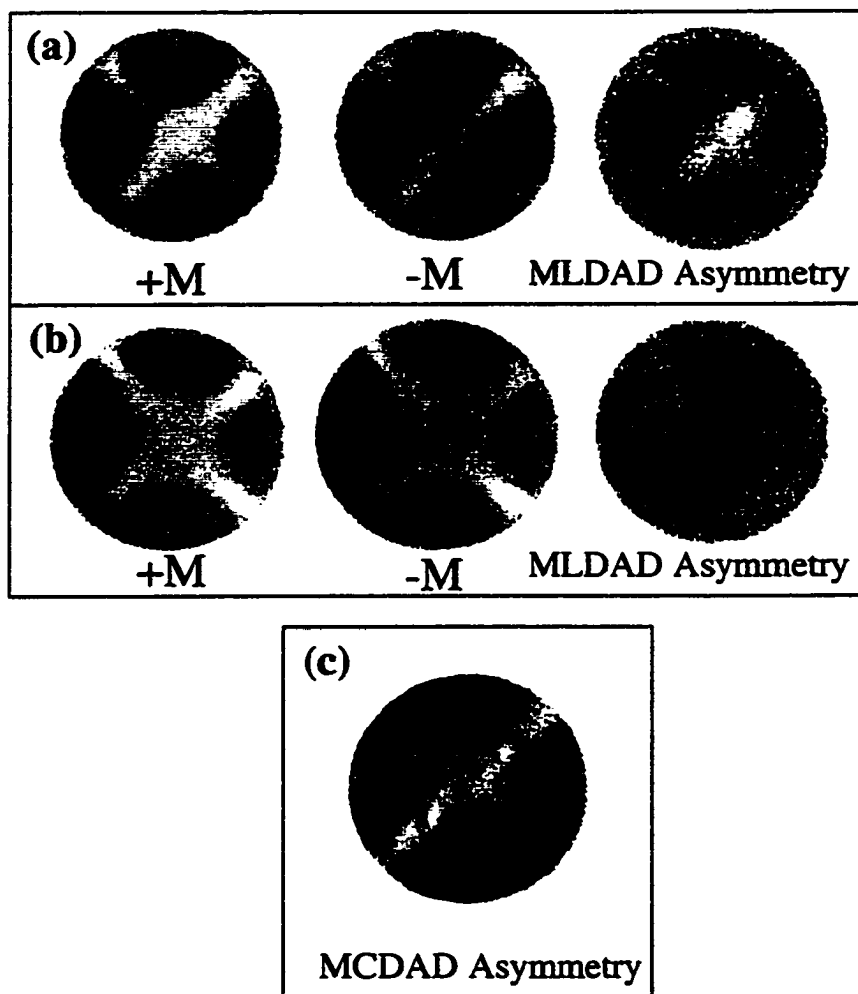 (a)
+M -M MLDAD Asymmetry
(b)
+M -M MLDAD Asymmetry
(c)
MCDAD Asymmetry